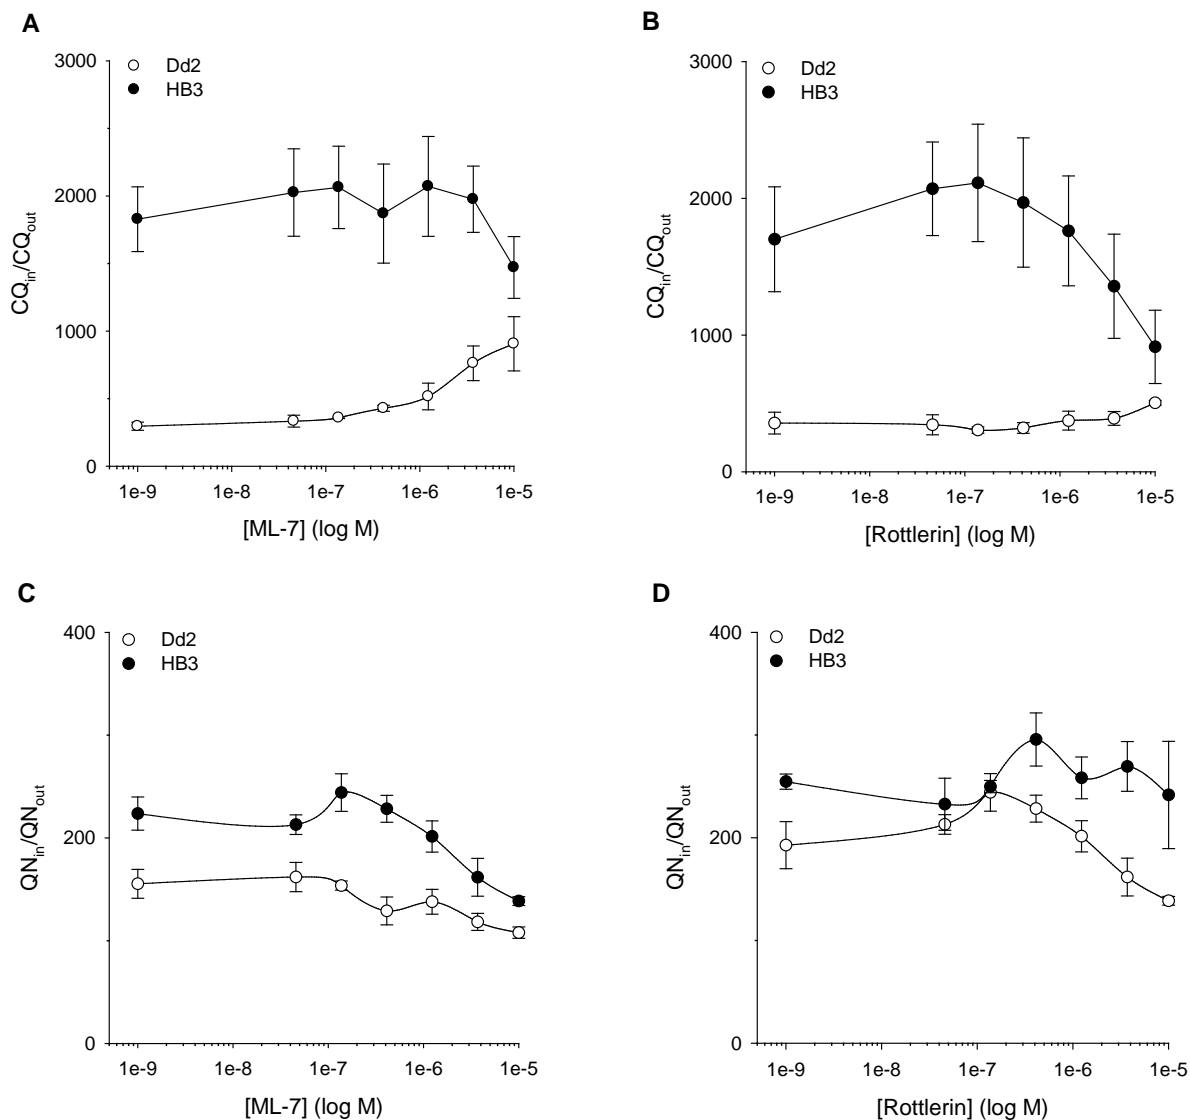 A
Dd2
HB3
3000
2000
1000
0
CQin/CQout
1e-9 1e-8 1e-7 1e-6 1e-5
[ML-7] (log M)
B
Dd2
HB3
3000
2000
1000
0
CQin/CQout
1e-9 1e-8 1e-7 1e-6 1e-5
[Rottlerin] (log M)
C
Dd2
HB3
400
200
0
QNin/QNout
1e-9 1e-8 1e-7 1e-6 1e-5
[ML-7] (log M)
D
Dd2
HB3
400
200
0
QNin/QNout
1e-9 1e-8 1e-7 1e-6 1e-5
[Rottlerin] (log M)